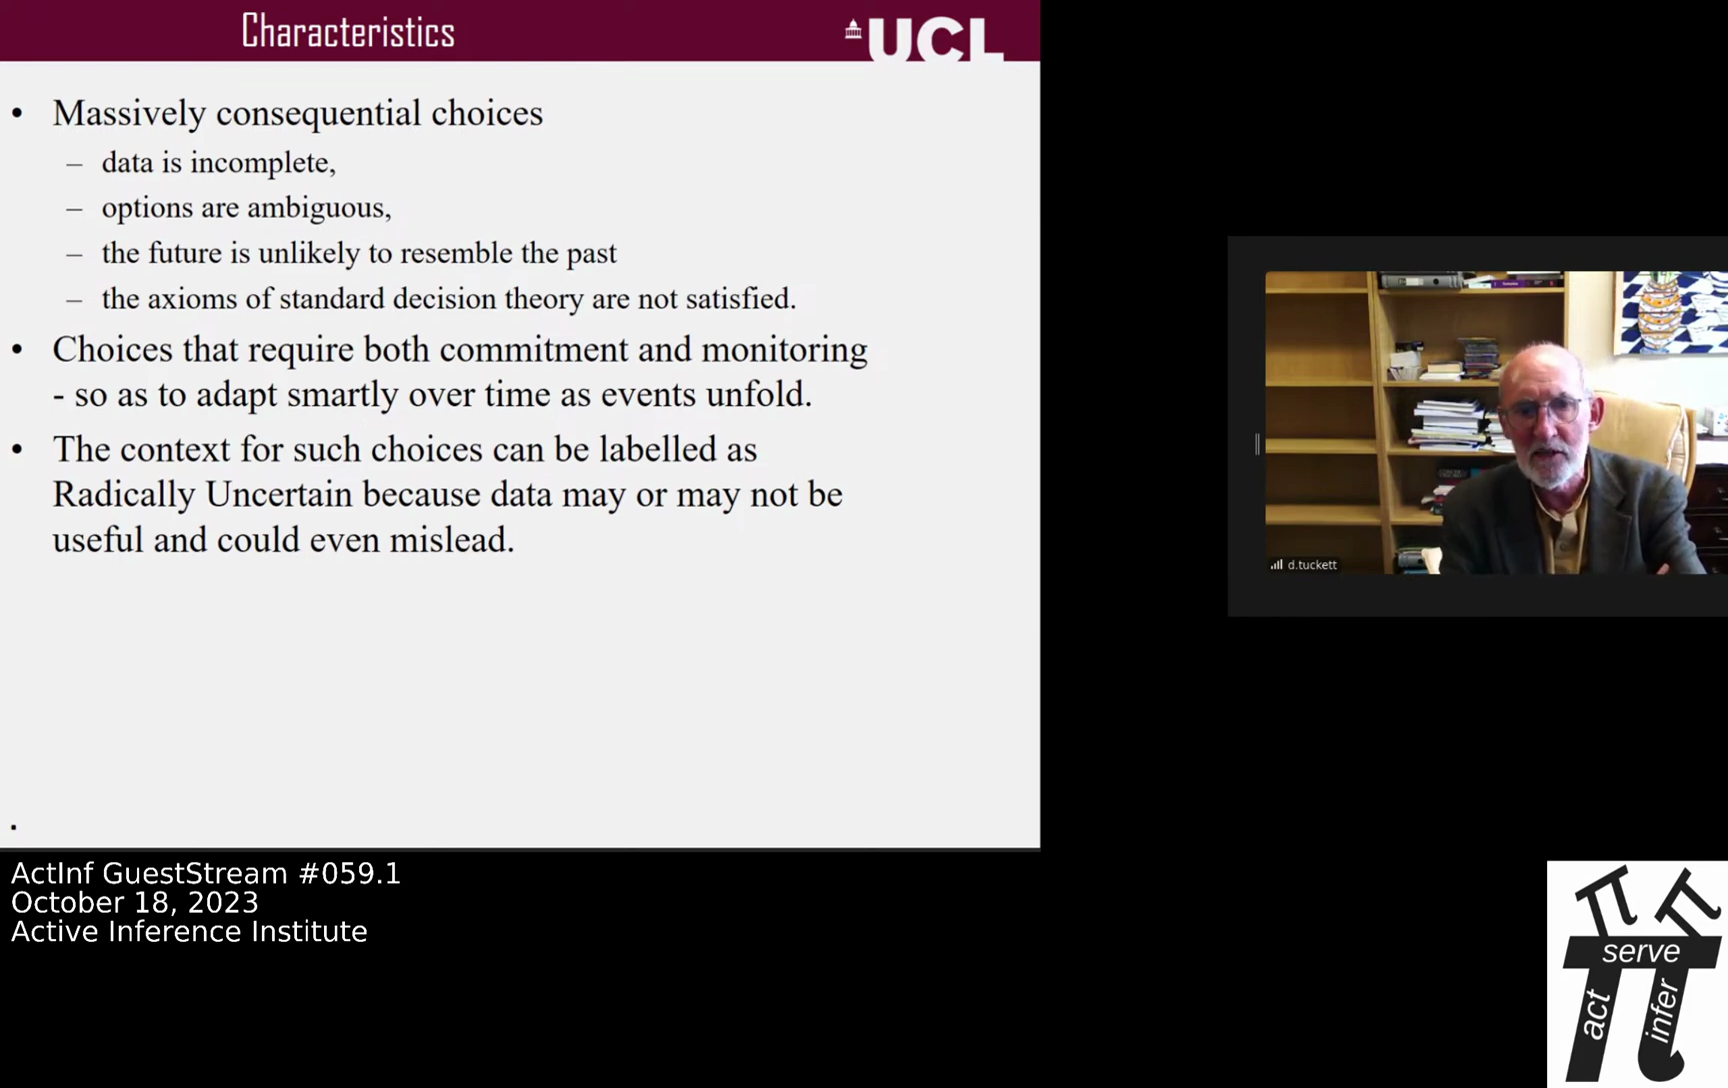 Characteristics
UCL
• Massively consequential choices
– data is incomplete,
– options are ambiguous,
– the future is unlikely to resemble the past
– the axioms of standard decision theory are not satisfied.
• Choices that require both commitment and monitoring
- so as to adapt smartly over time as events unfold.
• The context for such choices can be labelled as
Radically Uncertain because data may or may not be
useful and could even mislead.
.
d.tuckett
ActInf GuestStream #059.1
October 18, 2023
Active Inference Institute
serve
act
infer